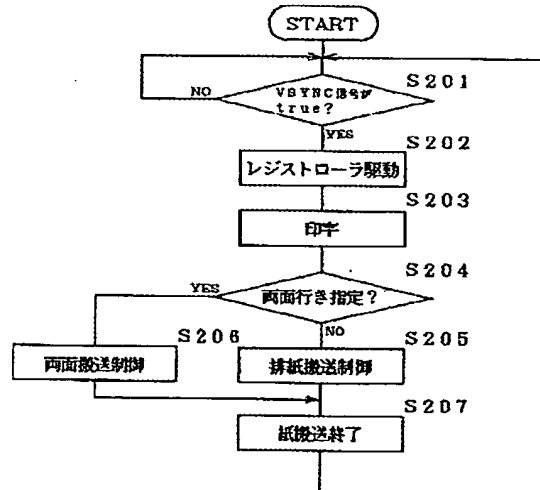 START
S201
VSYNC信号が
true?
NO
YES
S202
レジストローラ駆動
S203
印字
S204
両面行き指定?
YES
NO
S206
S205
両面搬送制御
排紙搬送制御
S207
紙搬送終了